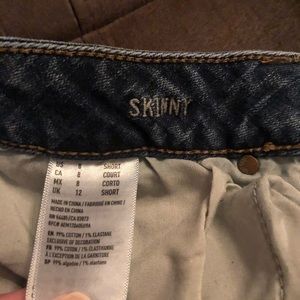 SKINNY
US 8 SHORT
CA 8 COURT
MX 8 CORTO
UK 12 SHORT
MADE IN CHINA / FABRIQUÉ EN CHINE /
HECHO EN CHINA
EN 99% COTTON / 1% ELASTANE
EXCLUSIVE OF DECORATION
FR 99% COTON / 1% ÉLASTHANNE
À L'EXCEPTION DE LA GARNITURE
SP 99% algodón / 1% elastano